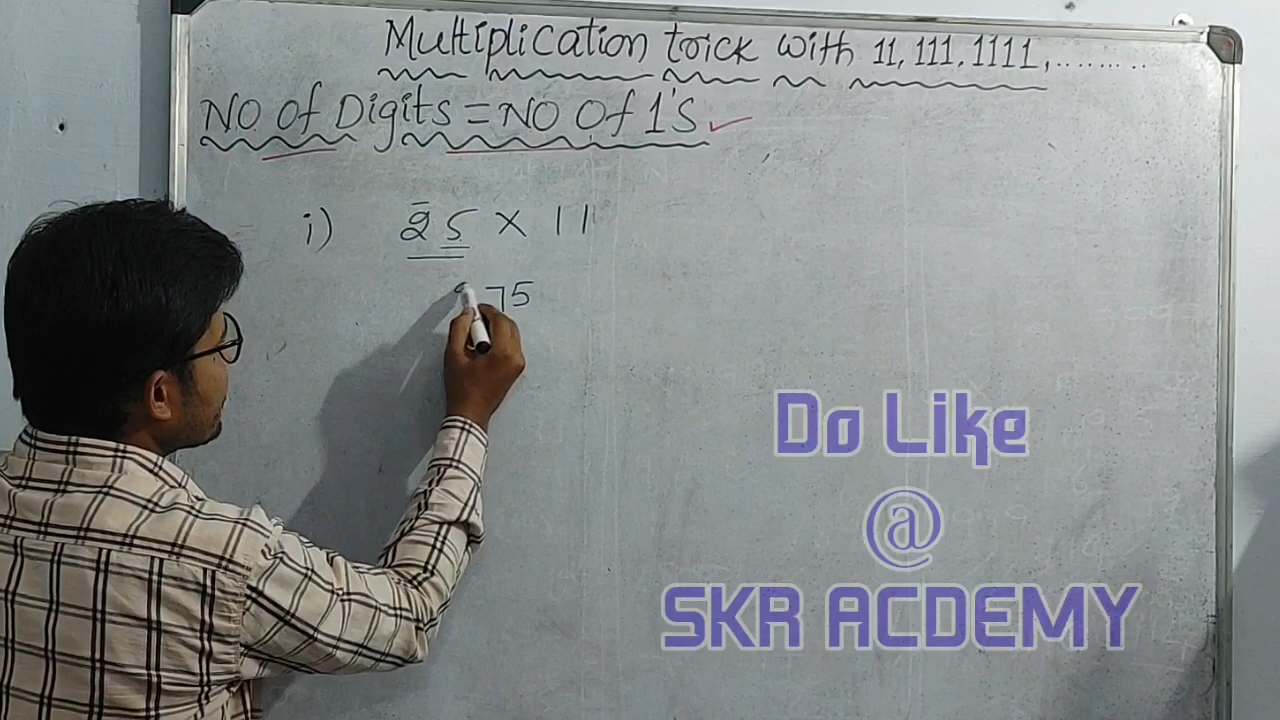 Multiplication trick with 11, 111, 1111, ........
NO Of Digits = NO Of 1'S ✓
i) 25 × 11
75
Do Like
@
SKR ACDEMY